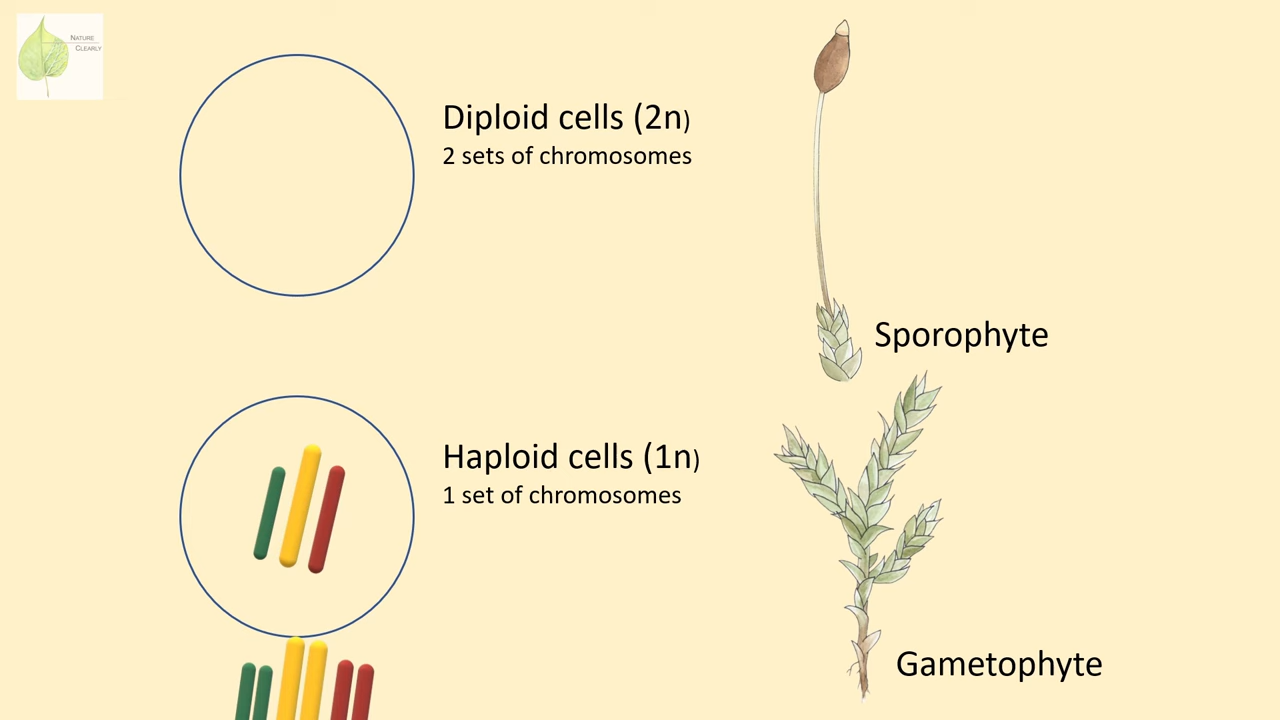 Nature
Clearly
Diploid cells (2n)
2 sets of chromosomes
Sporophyte
Haploid cells (1n)
1 set of chromosomes
Gametophyte